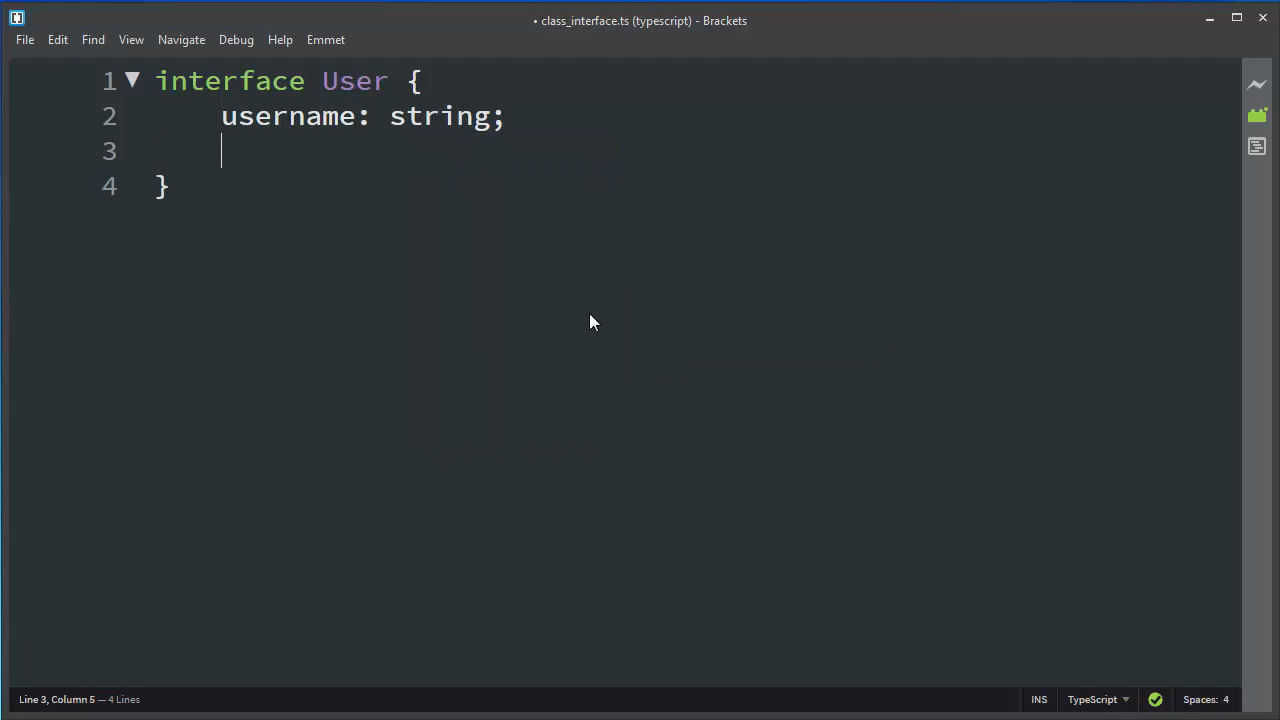 • class_interface.ts (typescript) - Brackets
File Edit Find View Navigate Debug Help Emmet
1 interface User {
2 username: string;
3
4 }
Line 3, Column 5 — 4 Lines INS TypeScript Spaces: 4